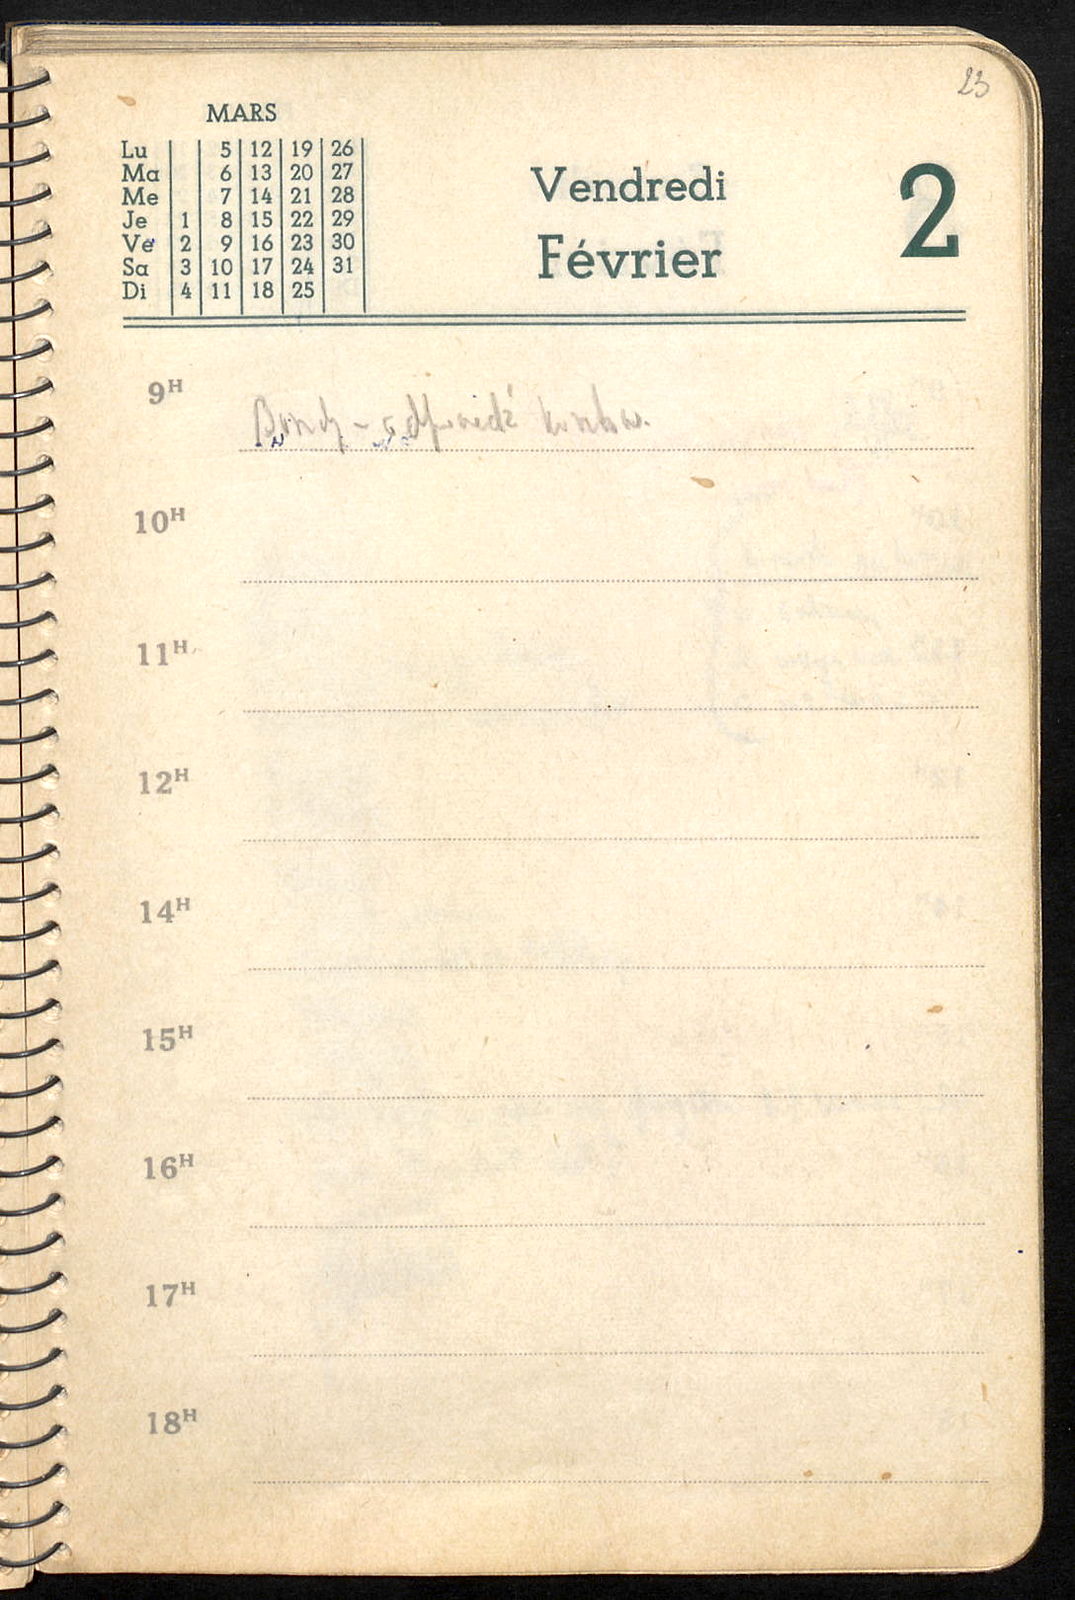 23
MARS
Lu 5 12 19 26
Ma 6 13 20 27
Me 7 14 21 28
Je 1 8 15 22 29
Ve 2 9 16 23 30
Sa 3 10 17 24 31
Di 4 11 18 25
Vendredi 2
Février
9H
odpowiedź
10H
11H
12H
14H
15H
16H
17H
18H